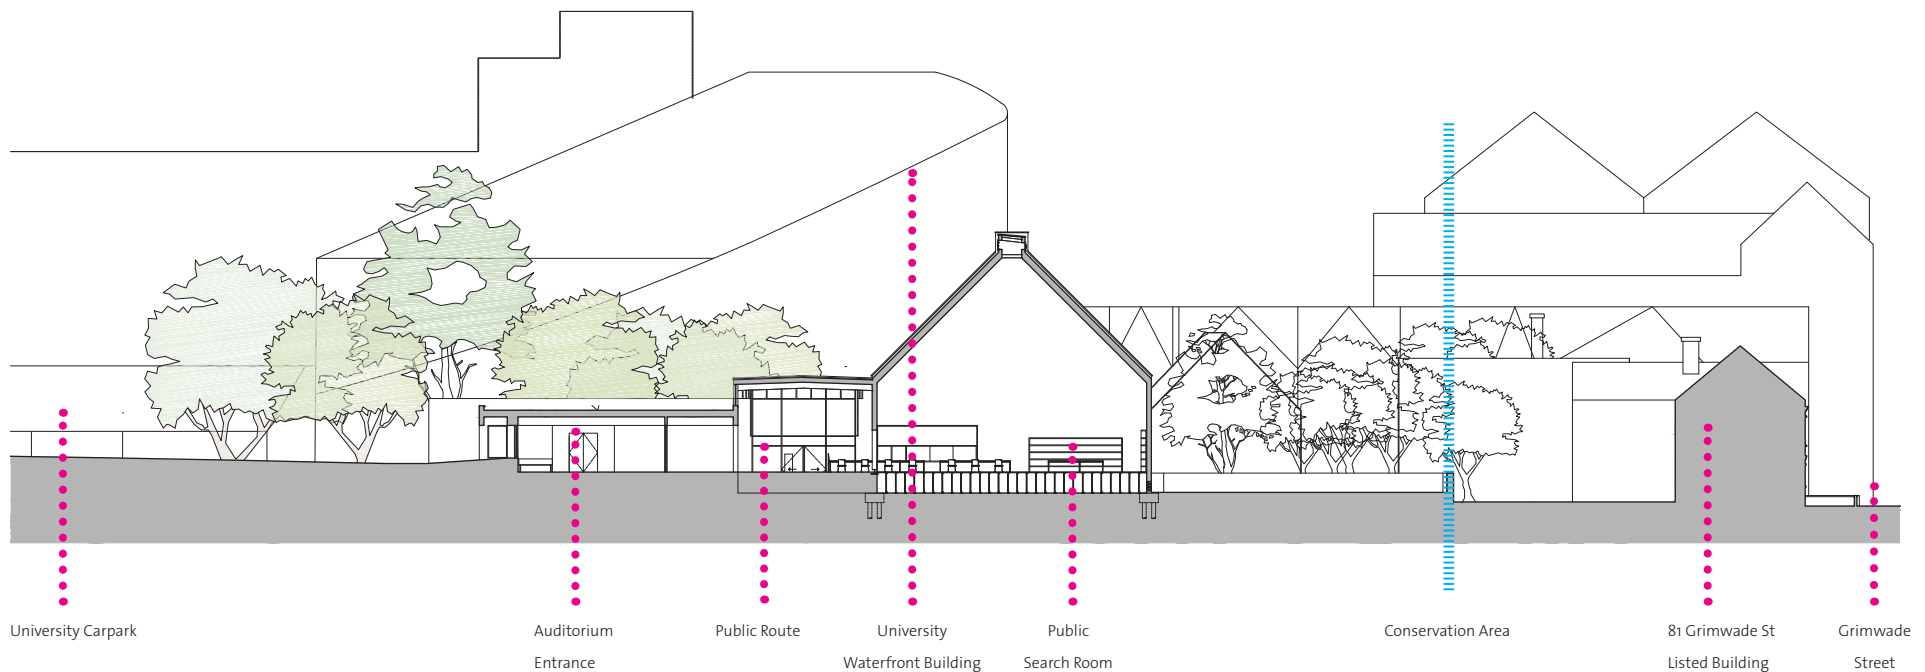 University Carpark
Auditorium
Entrance
Public Route
University
Waterfront Building
Public
Search Room
Conservation Area
81 Grimwade St
Listed Building
Grimwade
Street